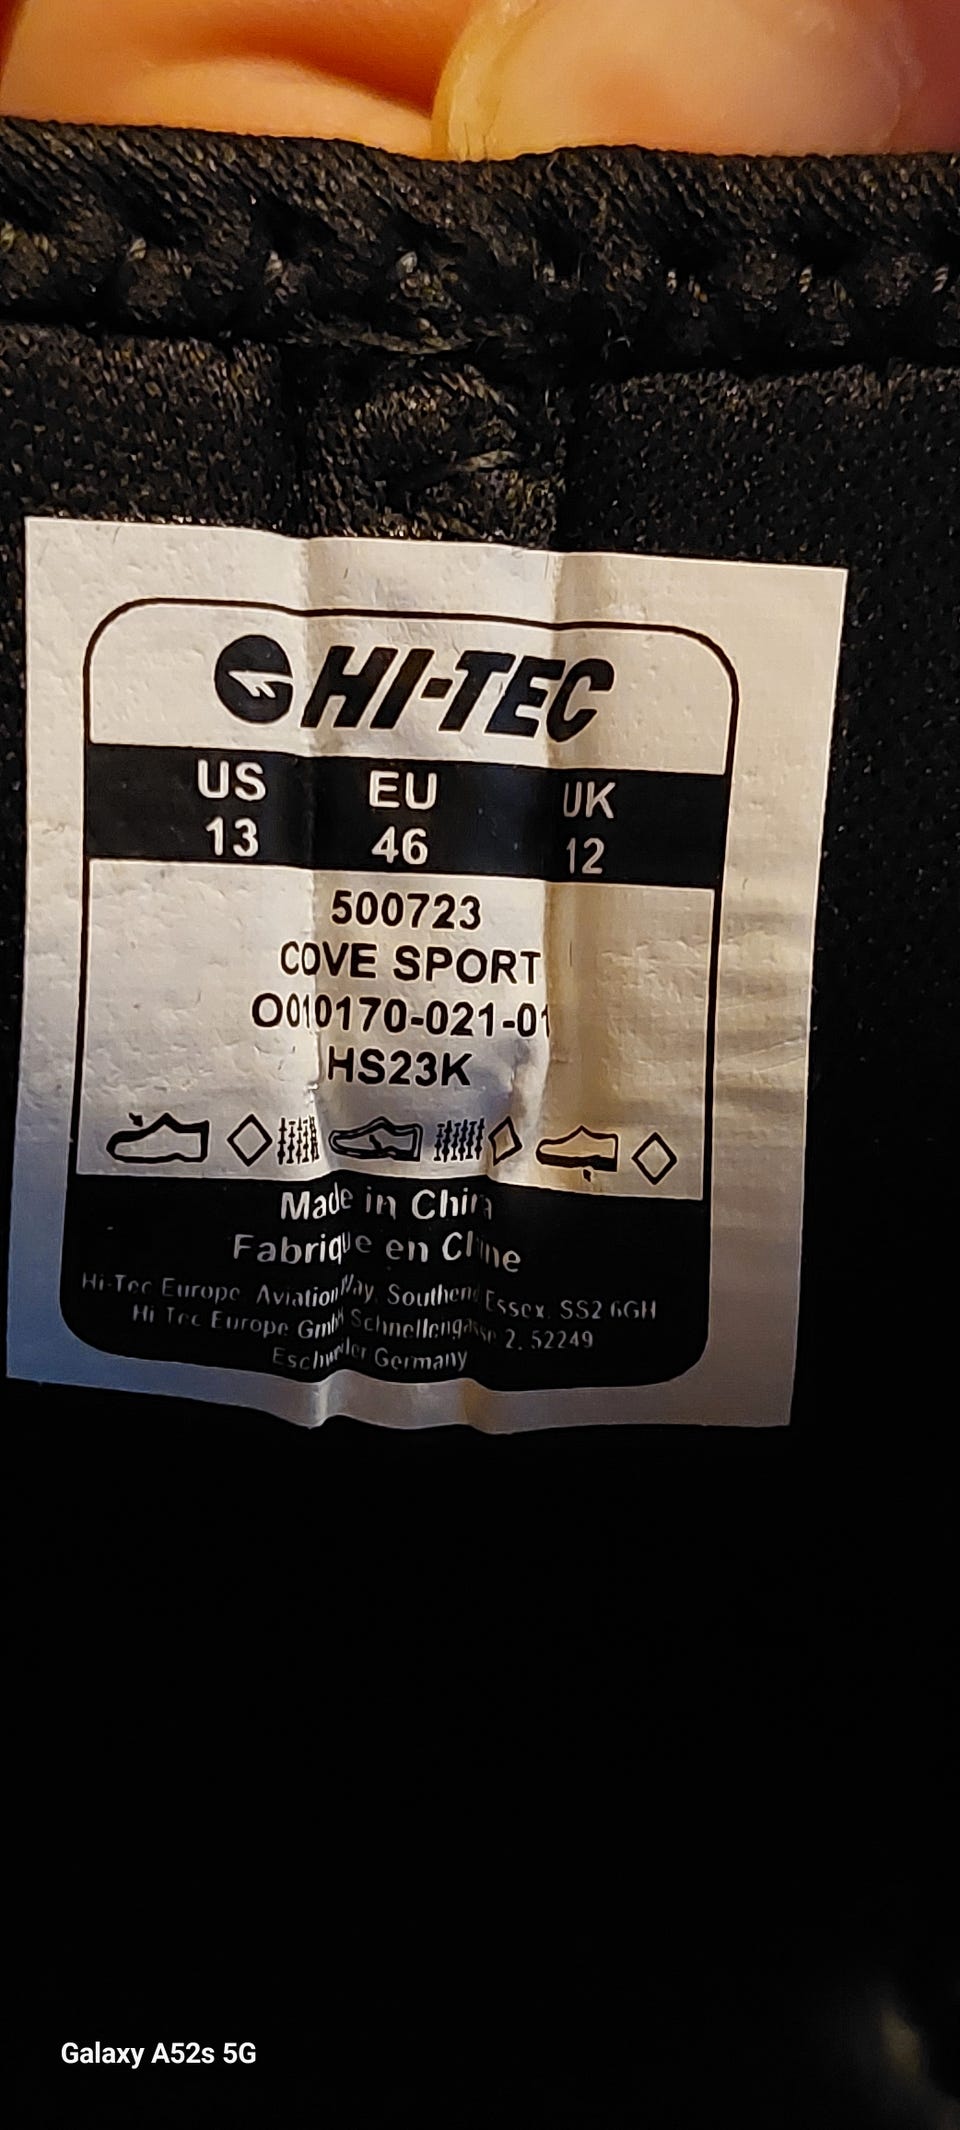 HI-TEC
US EU UK
13 46 12
500723
COVE SPORT
O010170-021-01
HS23K
Made in China
Fabrique en Chine
Hi-Tec Europe Aviation Way, Southend Essex. SS2 6GH
Hi Tec Europe GmbH Schnellengasse 2, 52249
Eschweiler Germany
Galaxy A52s 5G